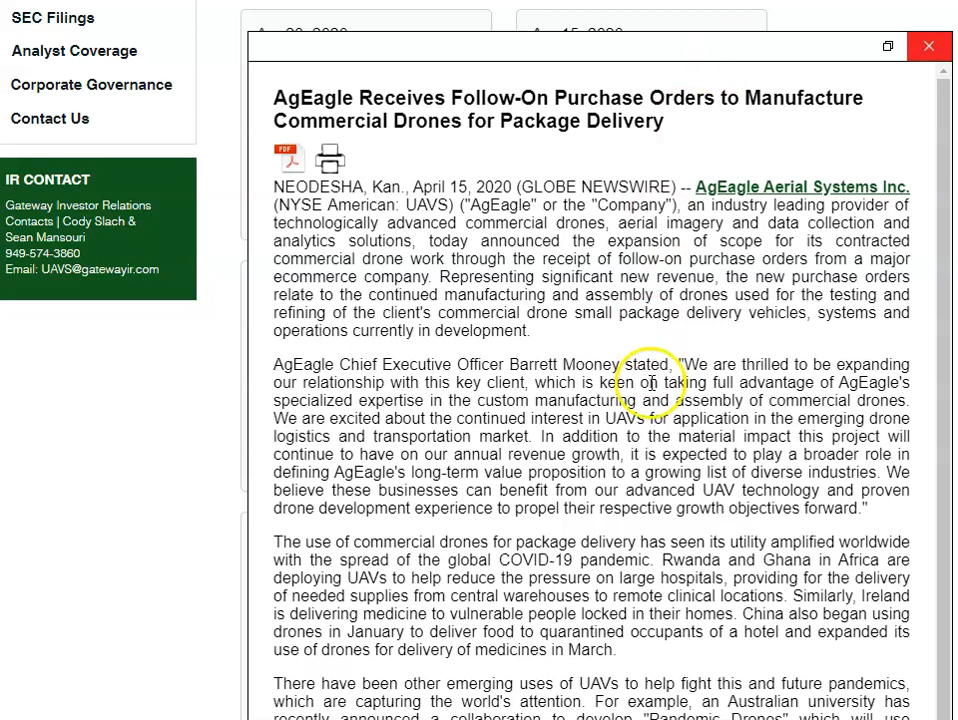 SEC Filings
Analyst Coverage
Corporate Governance
Contact Us
IR CONTACT
Gateway Investor Relations
Contacts | Cody Slach &
Sean Mansouri
949-574-3860
Email: UAVS@gatewayir.com
AgEagle Receives Follow-On Purchase Orders to Manufacture
Commercial Drones for Package Delivery
PDF
NEODESHA, Kan., April 15, 2020 (GLOBE NEWSWIRE) -- AgEagle Aerial Systems Inc.
(NYSE American: UAVS) ("AgEagle" or the "Company"), an industry leading provider of
technologically advanced commercial drones, aerial imagery and data collection and
analytics solutions, today announced the expansion of scope for its contracted
commercial drone work through the receipt of follow-on purchase orders from a major
ecommerce company. Representing significant new revenue, the new purchase orders
relate to the continued manufacturing and assembly of drones used for the testing and
refining of the client's commercial drone small package delivery vehicles, systems and
operations currently in development.
AgEagle Chief Executive Officer Barrett Mooney stated, "We are thrilled to be expanding
our relationship with this key client, which is keen on taking full advantage of AgEagle's
specialized expertise in the custom manufacturing and assembly of commercial drones.
We are excited about the continued interest in UAVs for application in the emerging drone
logistics and transportation market. In addition to the material impact this project will
continue to have on our annual revenue growth, it is expected to play a broader role in
defining AgEagle's long-term value proposition to a growing list of diverse industries. We
believe these businesses can benefit from our advanced UAV technology and proven
drone development experience to propel their respective growth objectives forward."
The use of commercial drones for package delivery has seen its utility amplified worldwide
with the spread of the global COVID-19 pandemic. Rwanda and Ghana in Africa are
deploying UAVs to help reduce the pressure on large hospitals, providing for the delivery
of needed supplies from central warehouses to remote clinical locations. Similarly, Ireland
is delivering medicine to vulnerable people locked in their homes. China also began using
drones in January to deliver food to quarantined occupants of a hotel and expanded its
use of drones for delivery of medicines in March.
There have been other emerging uses of UAVs to help fight this and future pandemics,
which are capturing the world's attention. For example, an Australian university has
recently announced a collaboration to develop "Pandemic Drones" which will use